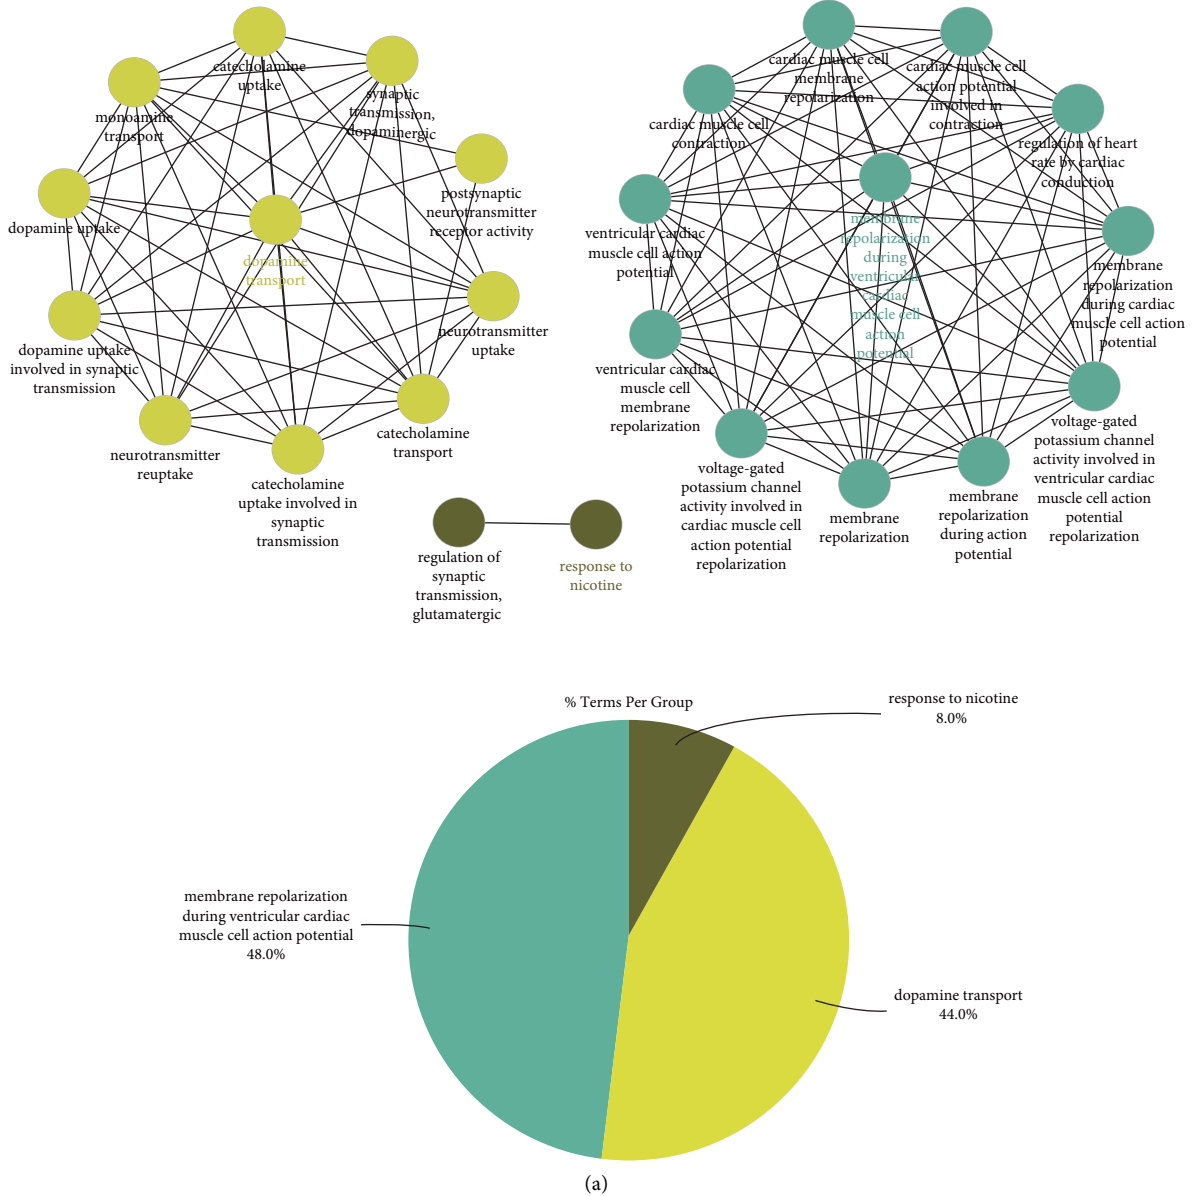 catecholamine
uptake
synaptic
transmission,
dopaminergic
monoamine
transport
postsynaptic
neurotransmitter
receptor activity
dopamine uptake
dopamine
transport
neurotransmitter
uptake
dopamine uptake
involved in synaptic
transmission
catecholamine
transport
neurotransmitter
reuptake
catecholamine
uptake involved in
synaptic
transmission
cardiac muscle cell
membrane
repolarization
cardiac muscle cell
action potential
involved in
contraction
cardiac muscle cell
contraction
regulation of heart
rate by cardiac
conduction
ventricular cardiac
muscle cell action
potential
membrane
repolarization
during
ventricular
cardiac
muscle cell
action
potential
membrane
repolarization
during cardiac
muscle cell action
potential
ventricular cardiac
muscle cell
membrane
repolarization
voltage-gated
potassium channel
activity involved in
ventricular cardiac
muscle cell action
potential
repolarization
voltage-gated
potassium channel
activity involved in
cardiac muscle cell
action potential
repolarization
membrane
repolarization
membrane
repolarization
during action
potential
regulation of
synaptic
transmission,
glutamatergic
response to
nicotine
% Terms Per Group
response to nicotine
8.0%
membrane repolarization
during ventricular cardiac
muscle cell action potential
48.0%
dopamine transport
44.0%
(a)